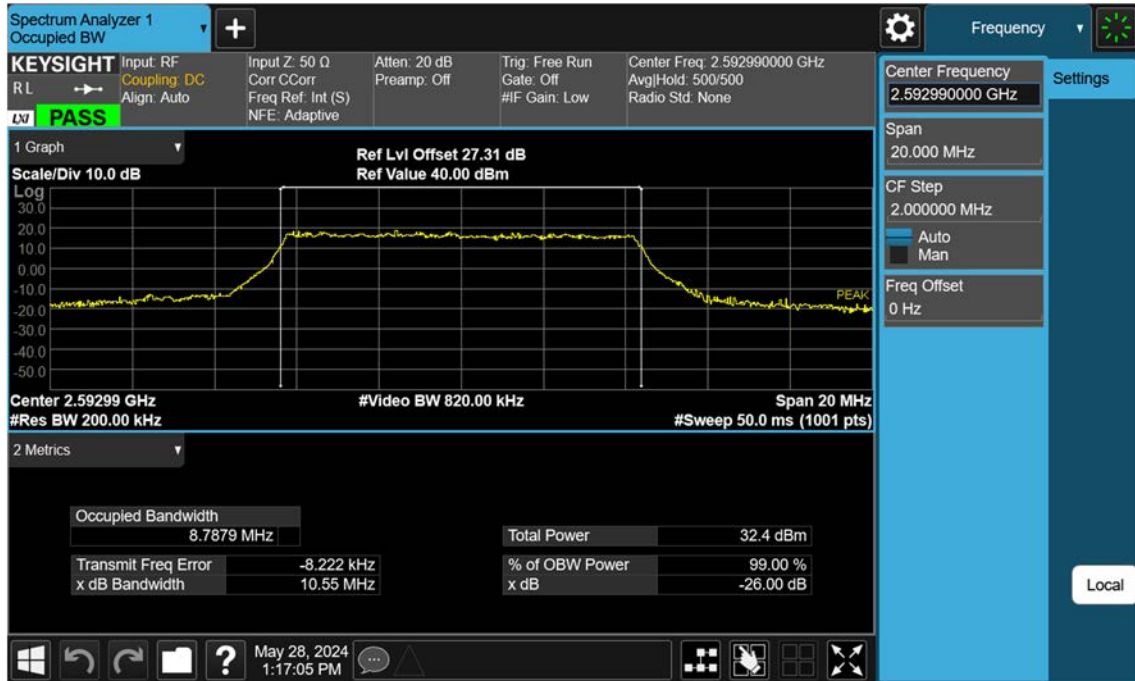 Spectrum Analyzer 1
Occupied BW
+
Frequency
KEYSIGHT
R L
LXI PASS
Input: RF
Coupling: DC
Align: Auto
Input Z: 50 Ω
Corr CCorr
Freq Ref: Int (S)
NFE: Adaptive
Atten: 20 dB
Preamp: Off
Trig: Free Run
Gate: Off
#IF Gain: Low
Center Freq: 2.592990000 GHz
Avg|Hold: 500/500
Radio Std: None
1 Graph
Scale/Div 10.0 dB
Ref Lvl Offset 27.31 dB
Ref Value 40.00 dBm
Log
30.0
20.0
10.0
0.00
-10.0
-20.0
-30.0
-40.0
-50.0
PEAK
Center 2.59299 GHz
#Video BW 820.00 kHz
Span 20 MHz
#Res BW 200.00 kHz
#Sweep 50.0 ms (1001 pts)
2 Metrics
Occupied Bandwidth
8.7879 MHz
Total Power 32.4 dBm
Transmit Freq Error -8.222 kHz
% of OBW Power 99.00 %
x dB Bandwidth 10.55 MHz
x dB -26.00 dB
?
May 28, 2024
1:17:05 PM
Center Frequency
2.592990000 GHz
Settings
Span
20.000 MHz
CF Step
2.000000 MHz
Auto
Man
Freq Offset
0 Hz
Local